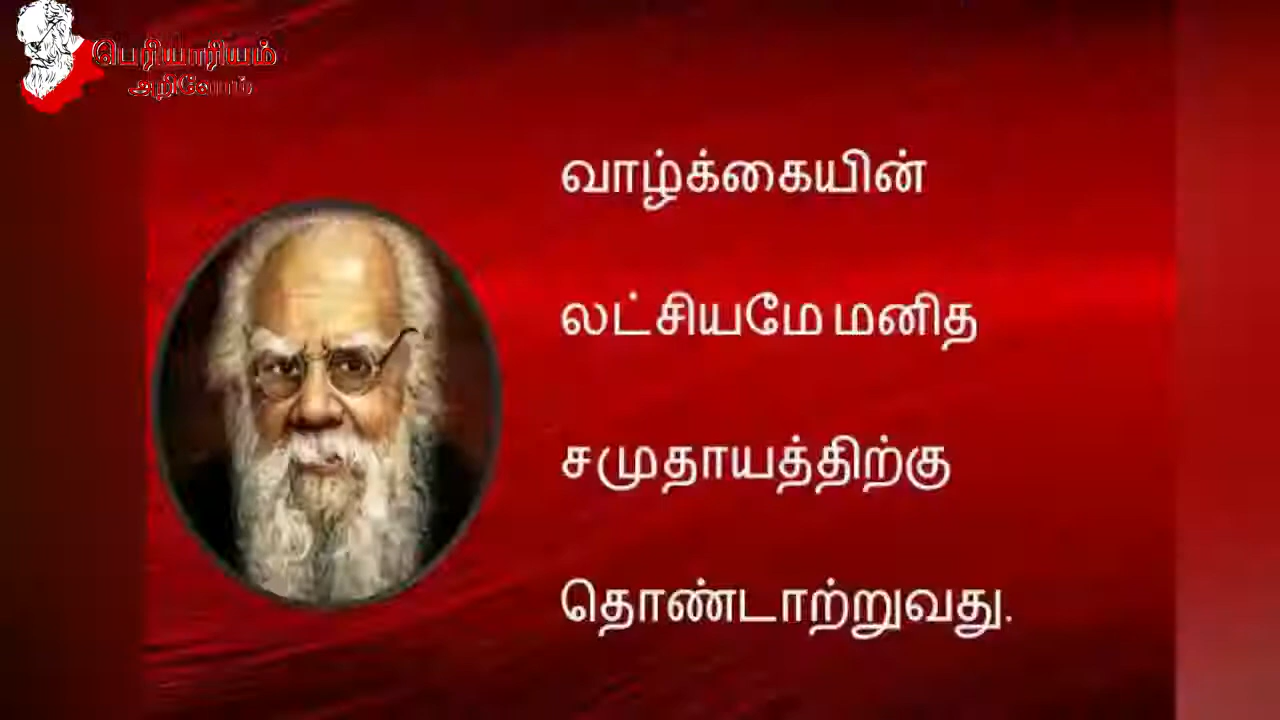 பெரியாரியம்
அறிவோம்
வாழ்க்கையின்
லட்சியமே மனித
சமுதாயத்திற்கு
தொண்டாற்றுவது.